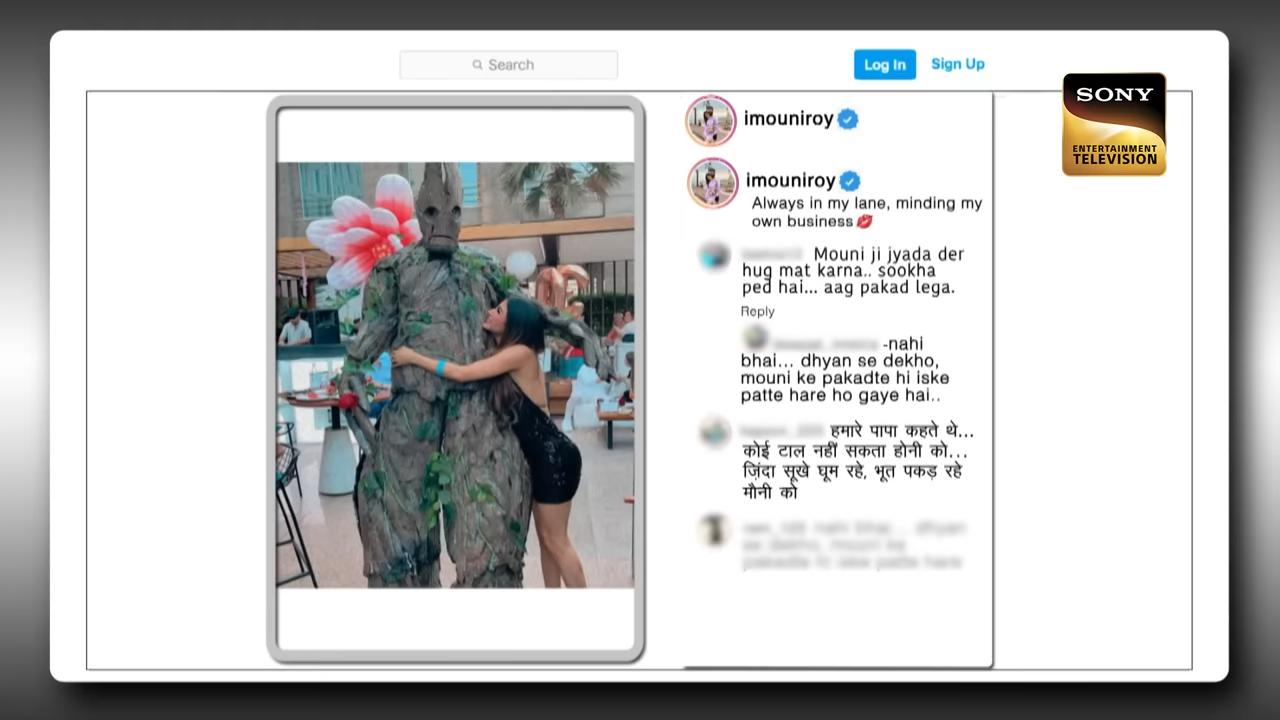 Search
Log In
Sign Up
SONY
ENTERTAINMENT
TELEVISION
imouniroy
imouniroy
Always in my lane, minding my
own business💋
Mouni ji jyada der
hug mat karna.. sookha
ped hai... aag pakad lega.
Reply
-nahi
bhai... dhyan se dekho,
mouni ke pakadte hi iske
patte hare ho gaye hai..
हमारे पापा कहते थे...
कोई टाल नहीं सकता होनी को...
ज़िंदा सूखे घूम रहे, भूत पकड़ रहे
मौनी को